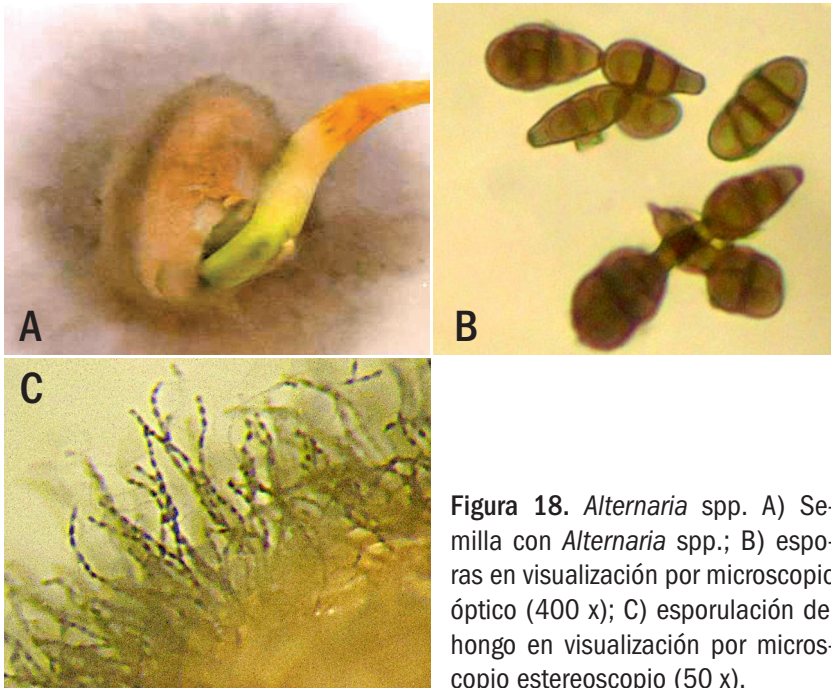 A
B
C
Figura 18. Alternaria spp. A) Se-
milla con Alternaria spp.; B) espo-
ras en visualización por microscopio
óptico (400 x); C) esporulación de
hongo en visualización por micros-
copio estereoscopio (50 x).